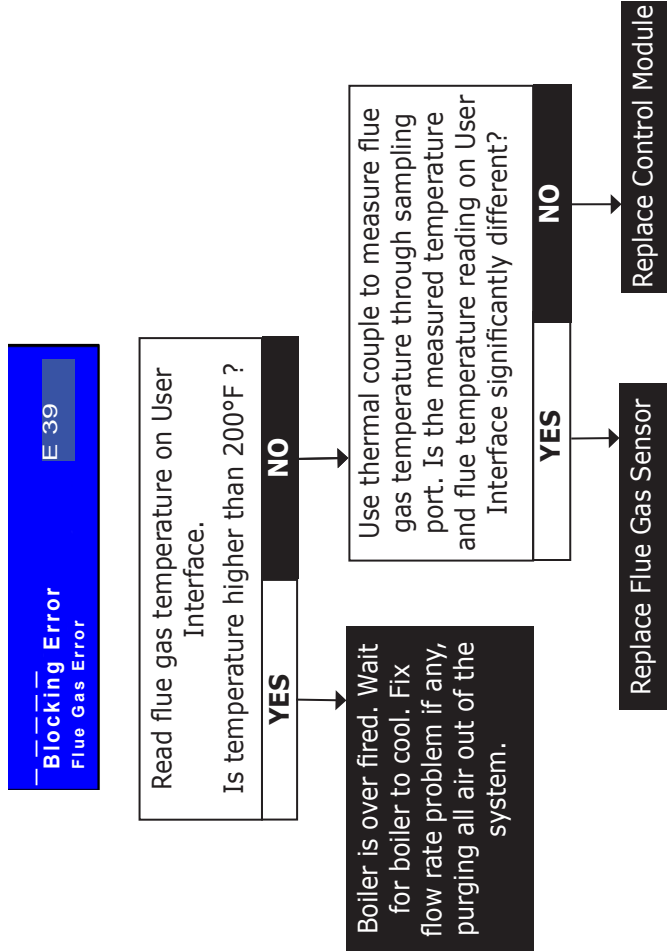 Blocking Error
Flue Gas Error
E 39
Read flue gas temperature on User
Interface.
Is temperature higher than 200°F ?
YES
NO
Boiler is over fired. Wait
for boiler to cool. Fix
flow rate problem if any,
purging all air out of the
system.
Use thermal couple to measure flue
gas temperature through sampling
port. Is the measured temperature
and flue temperature reading on User
Interface significantly different?
YES
NO
Replace Flue Gas Sensor
Replace Control Module